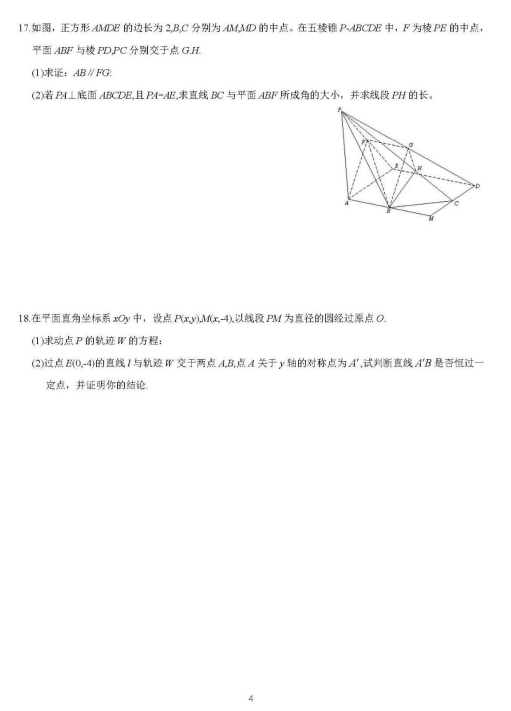 17.如图，正方形AMDE的边长为2,B,C分别为AM,MD的中点。在五棱锥P-ABCDE中，F为棱PE的中点，
平面ABF与棱PD,PC分别交于点G.H.
(1)求证：AB∥FG:
(2)若PA⊥底面ABCDE,且PA=AE,求直线BC与平面ABF所成角的大小，并求线段PH的长。
P
F
G
E
H
D
A
B
C
M
18.在平面直角坐标系xOy中，设点P(x,y),M(x,-4),以线段PM为直径的圆经过原点O.
(1)求动点P的轨迹W的方程;
(2)过点E(0,-4)的直线l与轨迹W交于两点A,B,点A关于y轴的对称点为A',试判断直线A'B是否恒过一
定点，并证明你的结论.
4